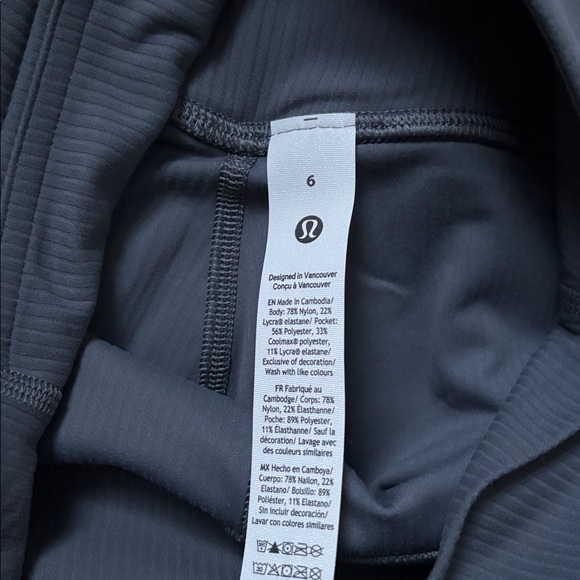 6
Designed in Vancouver
Conçu à Vancouver
EN Made in Cambodia/
Body: 78% Nylon, 22%
Lycra® elastane/ Pocket:
56% Polyester, 33%
Coolmax® polyester,
11% Lycra® elastane/
Exclusive of decoration/
Wash with like colours
FR Fabriqué au
Cambodge/ Corps: 78%
Nylon, 22% Élasthanne/
Poche: 89% Polyester,
11% Élasthanne/ Sauf la
décoration/ Lavage avec
des couleurs similaires
MX Hecho en Camboya/
Cuerpo: 78% Nailon, 22%
Elastano/ Bolsillo: 89%
Poliéster, 11% Elastano/
Sin incluir decoración/
Lavar con colores similares
30